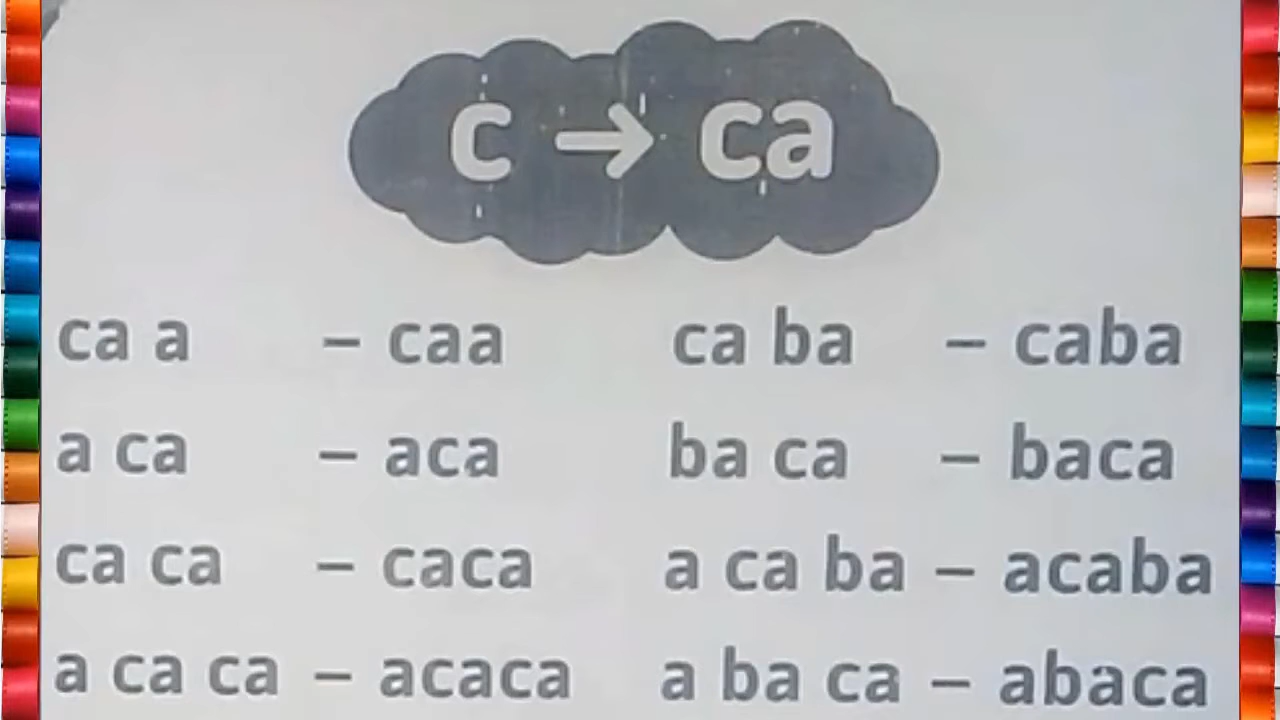 c → ca
ca a – caa ca ba – caba
a ca – aca ba ca – baca
ca ca – caca a ca ba – acaba
a ca ca – acaca a ba ca – abaca